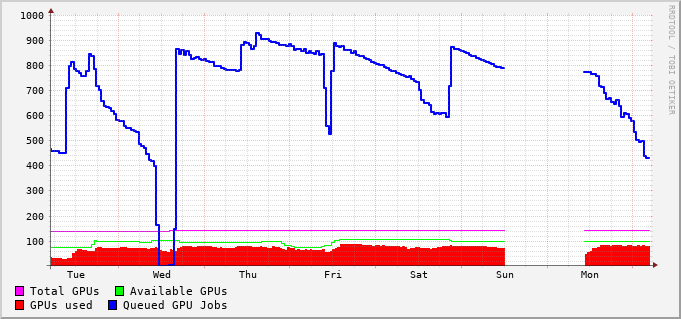 1000
900
800
700
600
500
400
300
200
100
Tue Wed Thu Fri Sat Sun Mon
Total GPUs Available GPUs
GPUs used Queued GPU Jobs
RRDTOOL / TOBI OETIKER